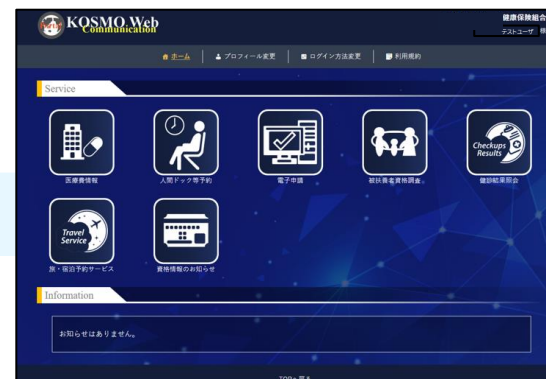 KOSMO Web
Communication
健康保険組合
テストユーザ 様
ホーム
プロフィール変更
ログイン方法変更
利用規約
Service
医療費情報
人間ドック等予約
電子申請
被扶養者資格調査
Checkups
Results
健診結果照会
Travel
Service
旅・宿泊予約サービス
資格情報のお知らせ
Information
お知らせはありません。